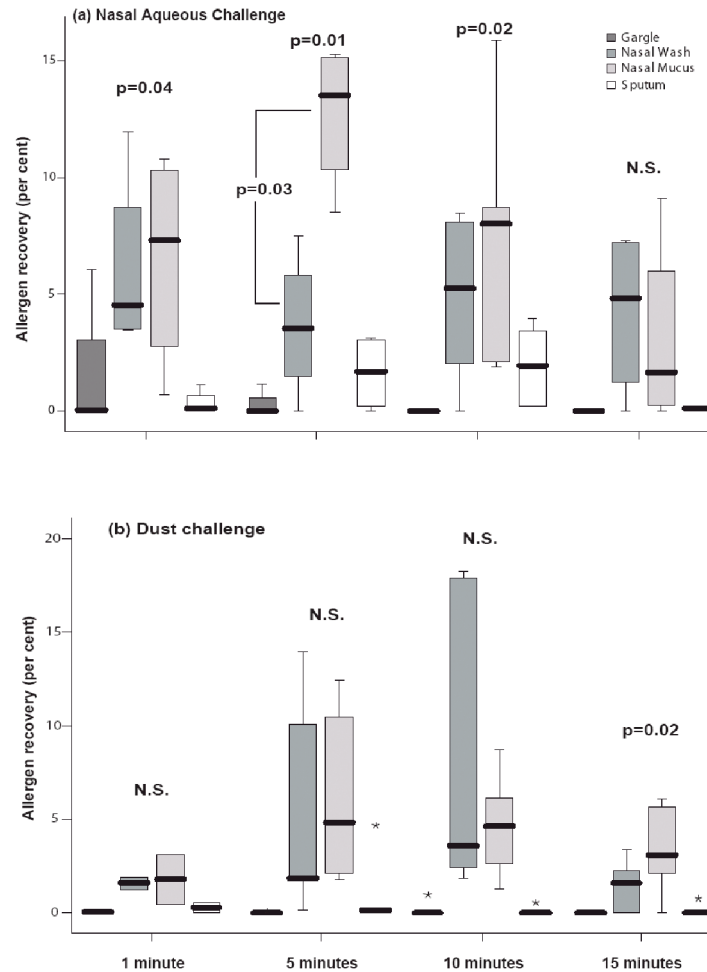 (a) Nasal Aqueous Challenge
Gargle
Nasal Wash
Nasal Mucus
Sputum
p=0.04
p=0.01
p=0.02
p=0.03
N.S.
Allergen recovery (per cent)
15
10
5
0
(b) Dust challenge
N.S.
N.S.
N.S.
p=0.02
Allergen recovery (per cent)
20
15
10
5
0
*
*
*
*
1 minute
5 minutes
10 minutes
15 minutes